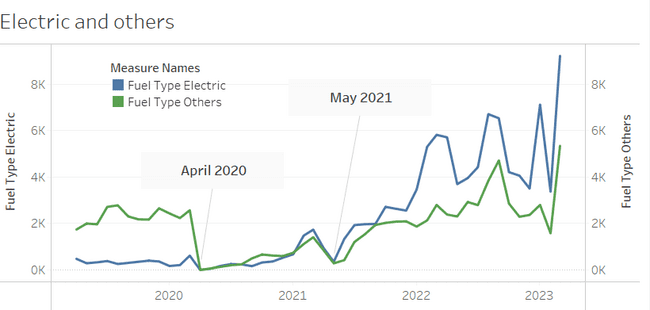 Electric and others
Measure Names
Fuel Type Electric
Fuel Type Others
May 2021
April 2020
Fuel Type Electric
8K
6K
4K
2K
0K
8K
6K
4K
2K
0K
Fuel Type Others
2020
2021
2022
2023